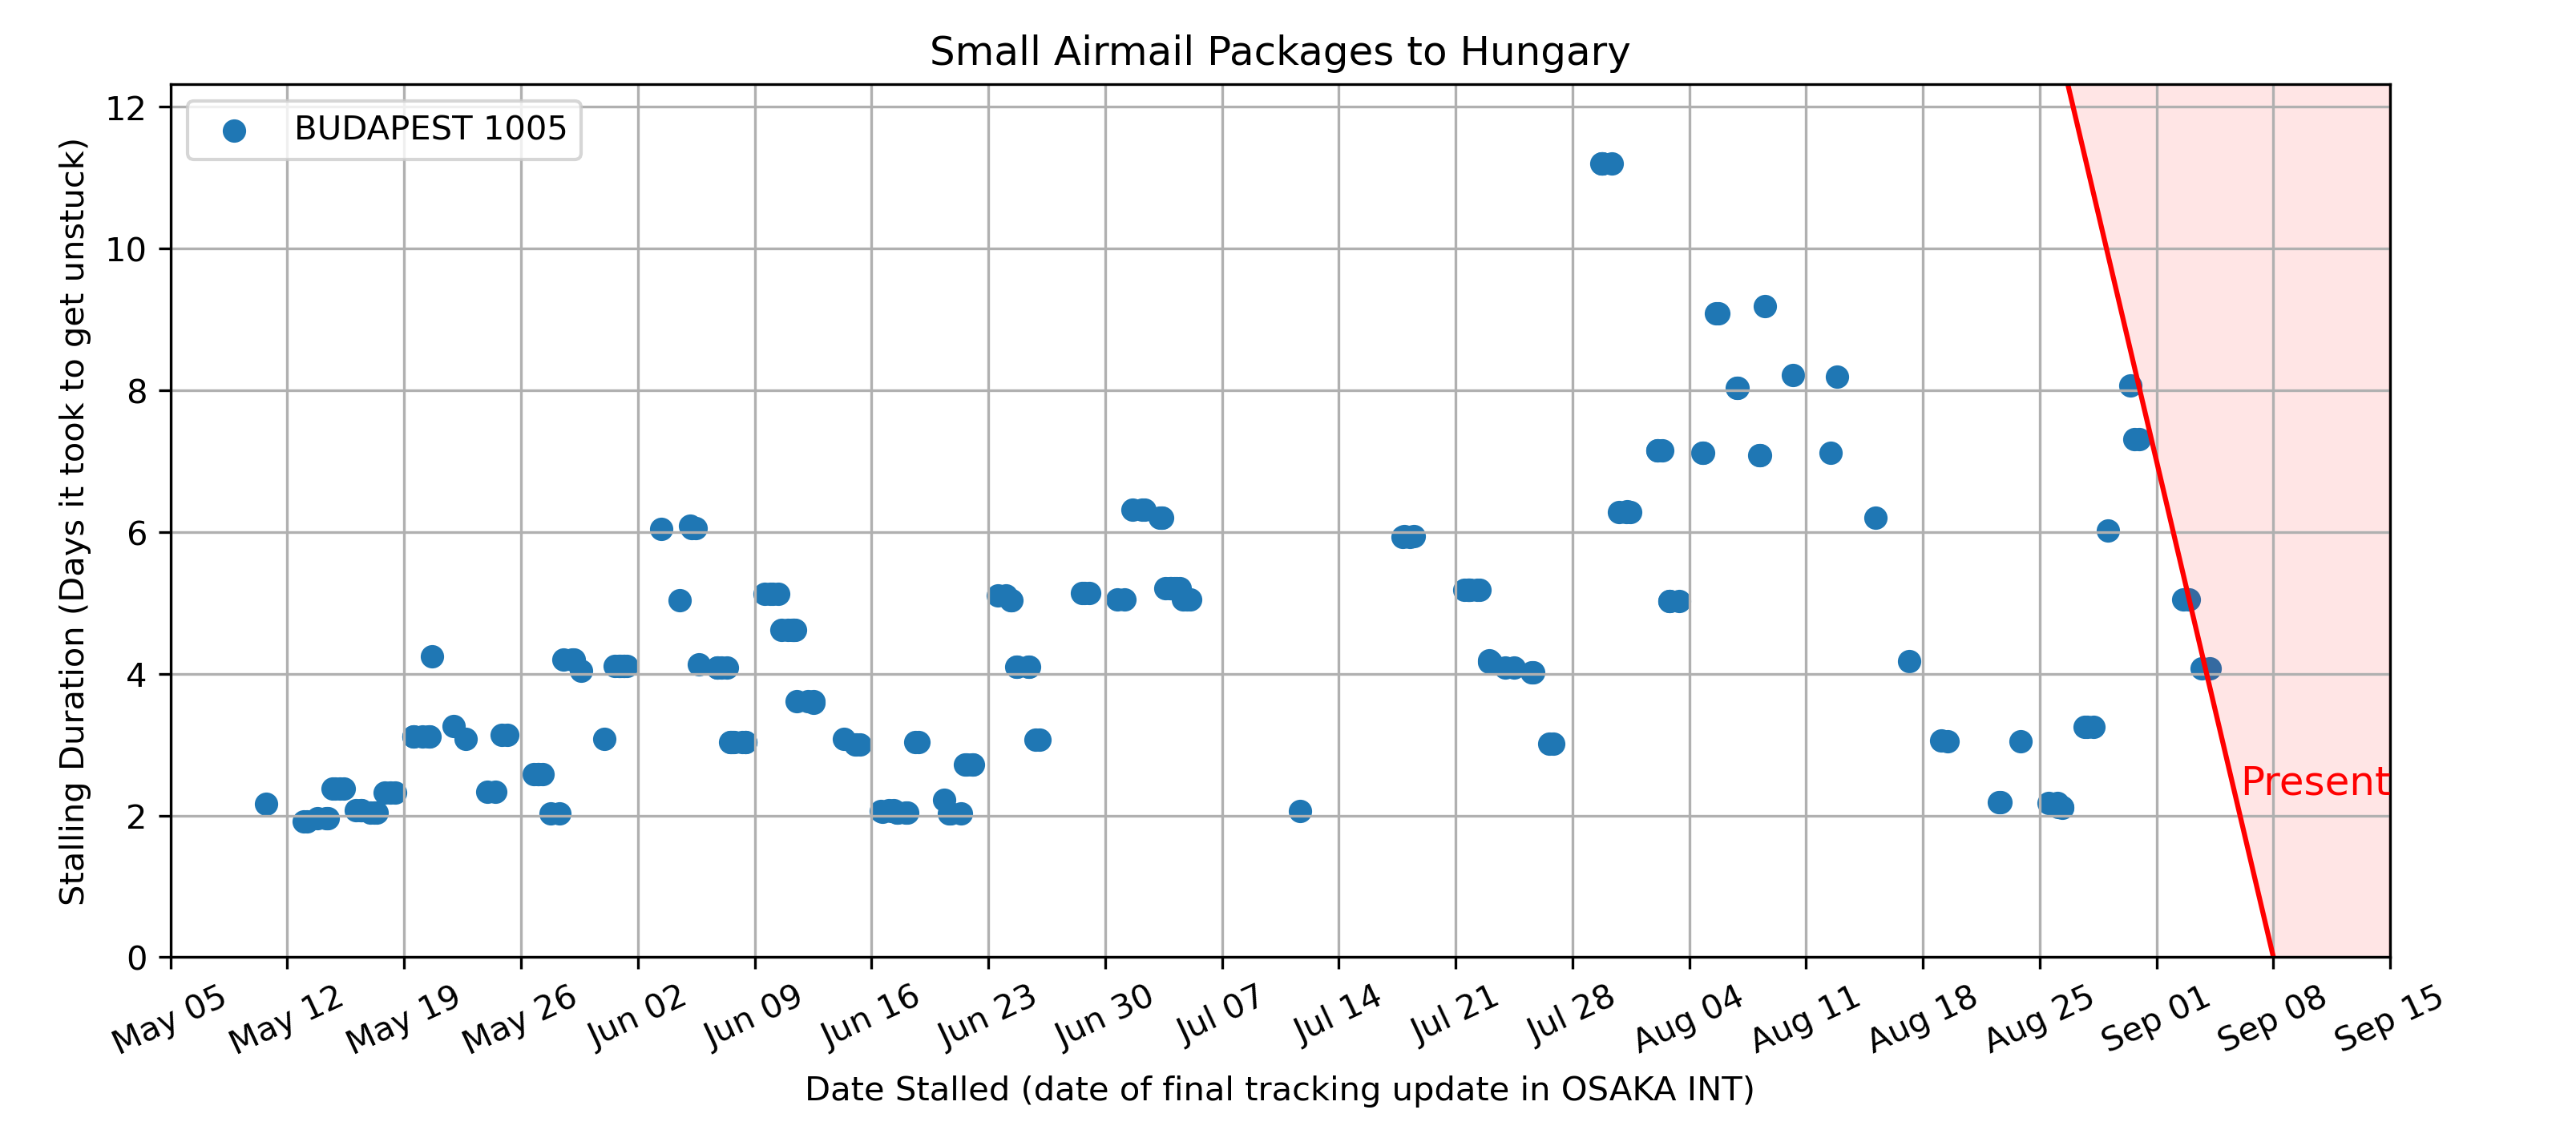 Small Airmail Packages to Hungary
BUDAPEST 1005
Stalling Duration (Days it took to get unstuck)
12
10
8
6
4
2
0
Present
May 05
May 12
May 19
May 26
Jun 02
Jun 09
Jun 16
Jun 23
Jun 30
Jul 07
Jul 14
Jul 21
Jul 28
Aug 04
Aug 11
Aug 18
Aug 25
Sep 01
Sep 08
Sep 15
Date Stalled (date of final tracking update in OSAKA INT)